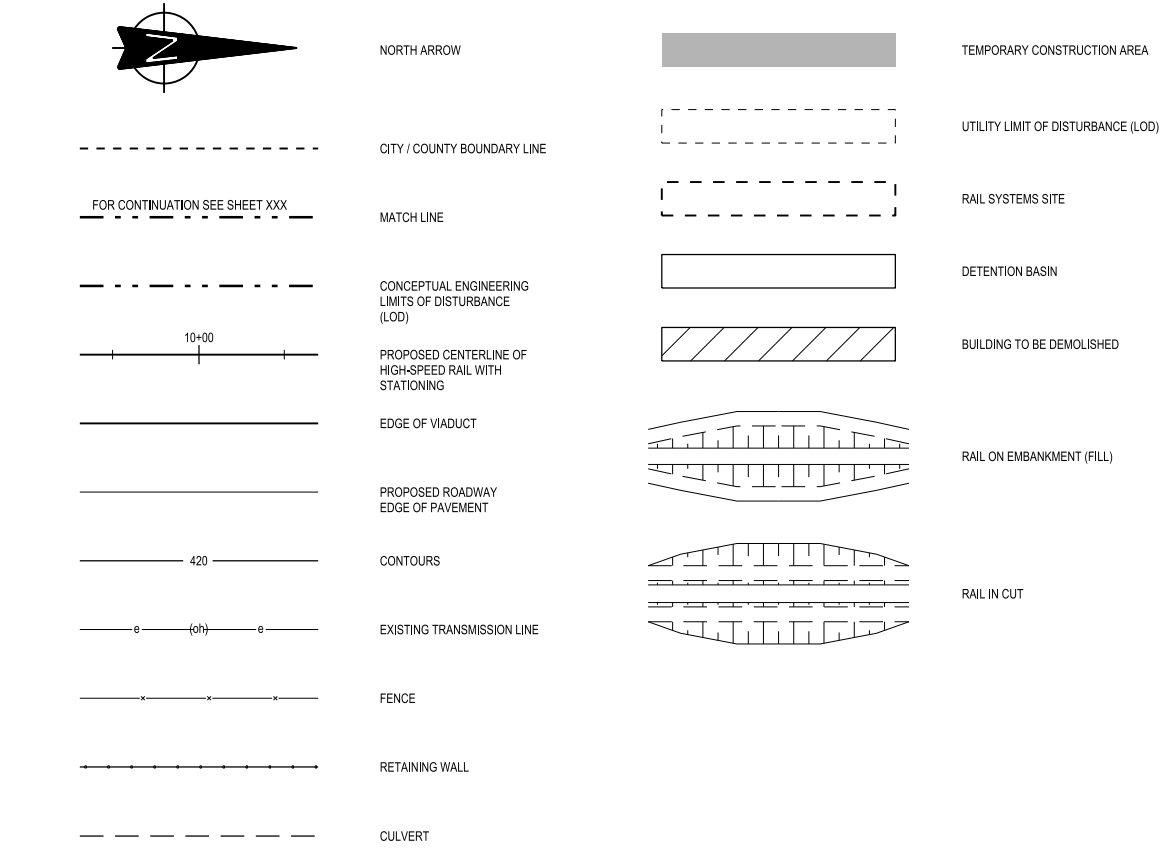 Z
NORTH ARROW
CITY / COUNTY BOUNDARY LINE
FOR CONTINUATION SEE SHEET XXX
MATCH LINE
CONCEPTUAL ENGINEERING
LIMITS OF DISTURBANCE
(LOD)
10+00
PROPOSED CENTERLINE OF
HIGH-SPEED RAIL WITH
STATIONING
EDGE OF VIADUCT
PROPOSED ROADWAY
EDGE OF PAVEMENT
420
CONTOURS
e (oh) e
EXISTING TRANSMISSION LINE
FENCE
RETAINING WALL
CULVERT
TEMPORARY CONSTRUCTION AREA
UTILITY LIMIT OF DISTURBANCE (LOD)
RAIL SYSTEMS SITE
DETENTION BASIN
BUILDING TO BE DEMOLISHED
RAIL ON EMBANKMENT (FILL)
RAIL IN CUT